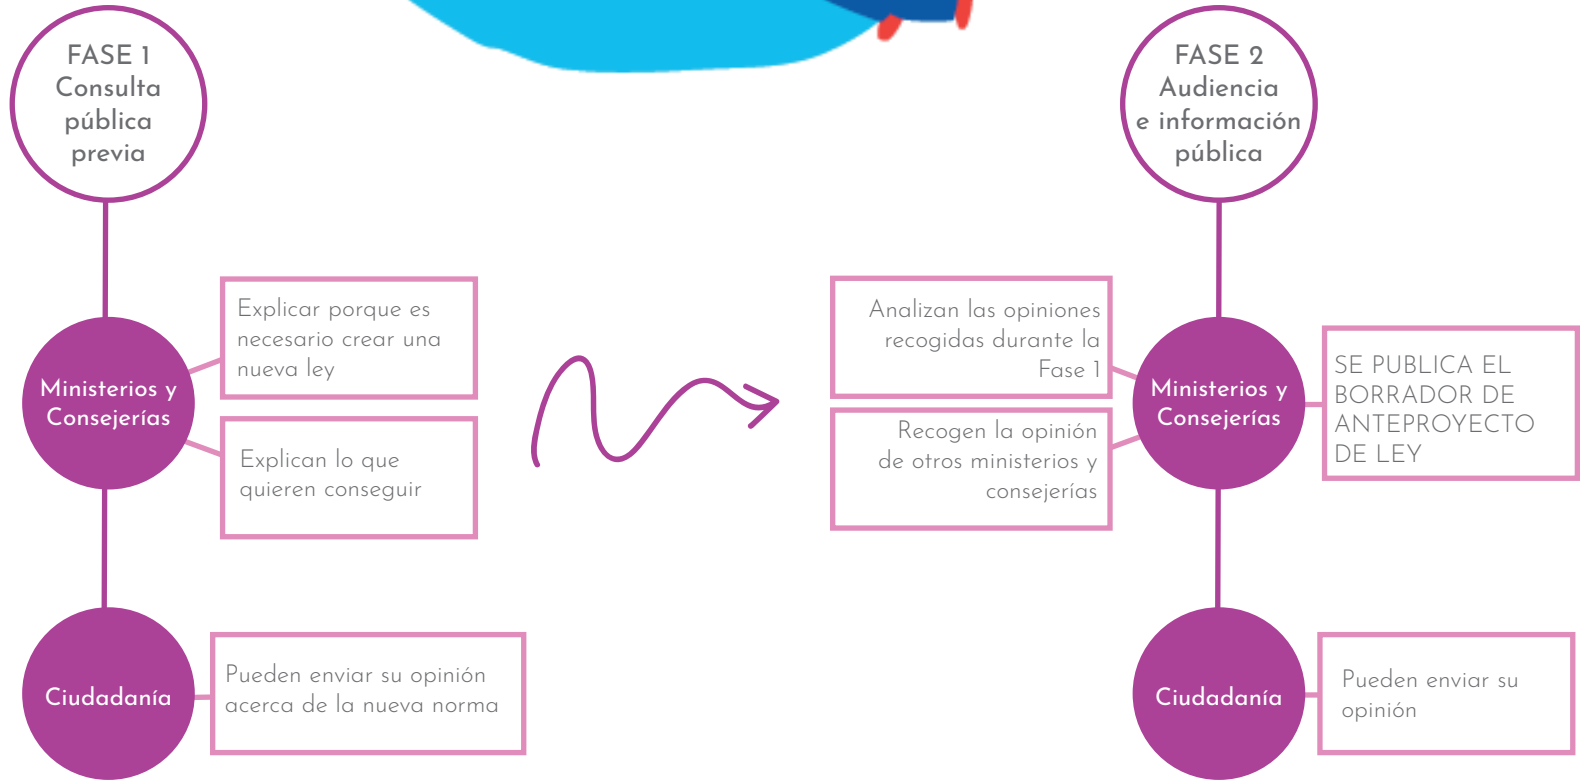 FASE 1
Consulta
pública
previa
Ministerios y
Consejerías
Explicar porque es
necesario crear una
nueva ley
Explican lo que
quieren conseguir
Ciudadanía
Pueden enviar su opinión
acerca de la nueva norma
FASE 2
Audiencia
e información
pública
Analizan las opiniones
recogidas durante la
Fase 1
Recogen la opinión
de otros ministerios y
consejerías
Ministerios y
Consejerías
SE PUBLICA EL
BORRADOR DE
ANTEPROYECTO
DE LEY
Ciudadanía
Pueden enviar su
opinión